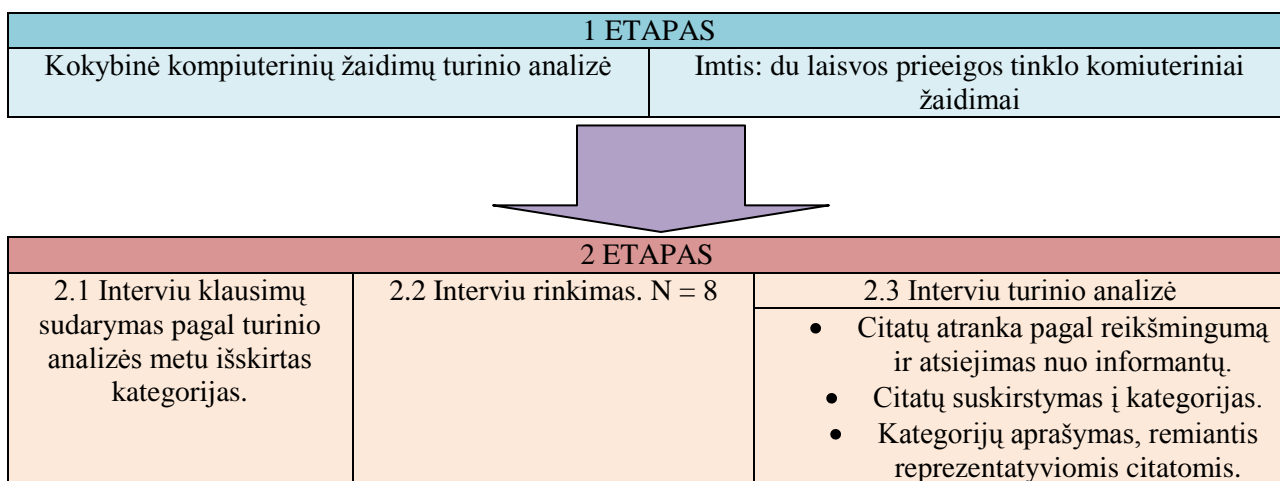 1 ETAPAS
Kokybinė kompiuterinių žaidimų turinio analizė
Imtis: du laisvos prieeigos tinklo komiuteriniai
žaidimai
2 ETAPAS
2.1 Interviu klausimų
sudarymas pagal turinio
analizės metu išskirtas
kategorijas.
2.2 Interviu rinkimas. N = 8
2.3 Interviu turinio analizė
• Citatų atranka pagal reikšmingumą
ir atsiejimas nuo informantų.
• Citatų suskirstymas į kategorijas.
• Kategorijų aprašymas, remiantis
reprezentatyviomis citatomis.